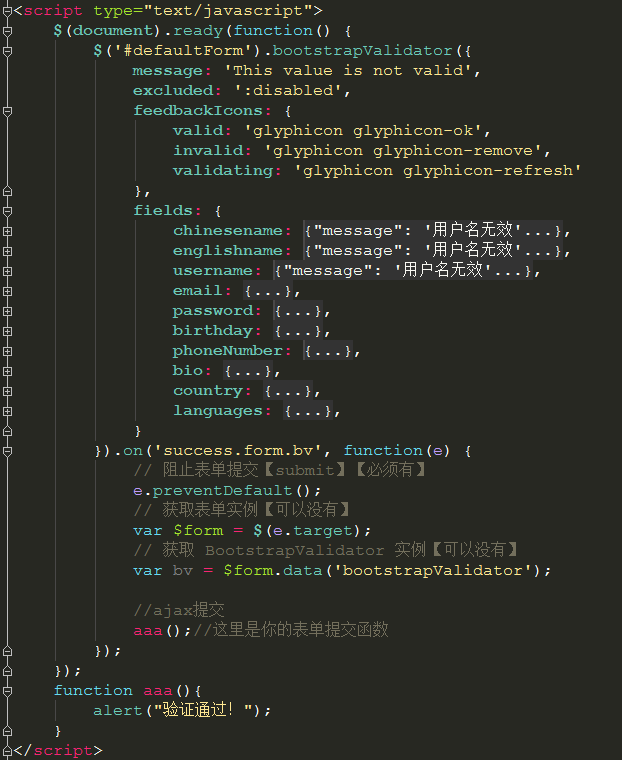 <script type="text/javascript">
$(document).ready(function() {
$('#defaultForm').bootstrapValidator({
message: 'This value is not valid',
excluded: ':disabled',
feedbackIcons: {
valid: 'glyphicon glyphicon-ok',
invalid: 'glyphicon glyphicon-remove',
validating: 'glyphicon glyphicon-refresh'
},
fields: {
chinesename: {"message": '用户名无效'...},
englishname: {"message": '用户名无效'...},
username: {"message": '用户名无效'...},
email: {...},
password: {...},
birthday: {...},
phoneNumber: {...},
bio: {...},
country: {...},
languages: {...},
}
}).on('success.form.bv', function(e) {
// 阻止表单提交【submit】【必须有】
e.preventDefault();
// 获取表单实例【可以没有】
var $form = $(e.target);
// 获取 BootstrapValidator 实例【可以没有】
var bv = $form.data('bootstrapValidator');
//ajax提交
aaa();//这里是你的表单提交函数
});
});
function aaa(){
alert("验证通过！");
}
</script>